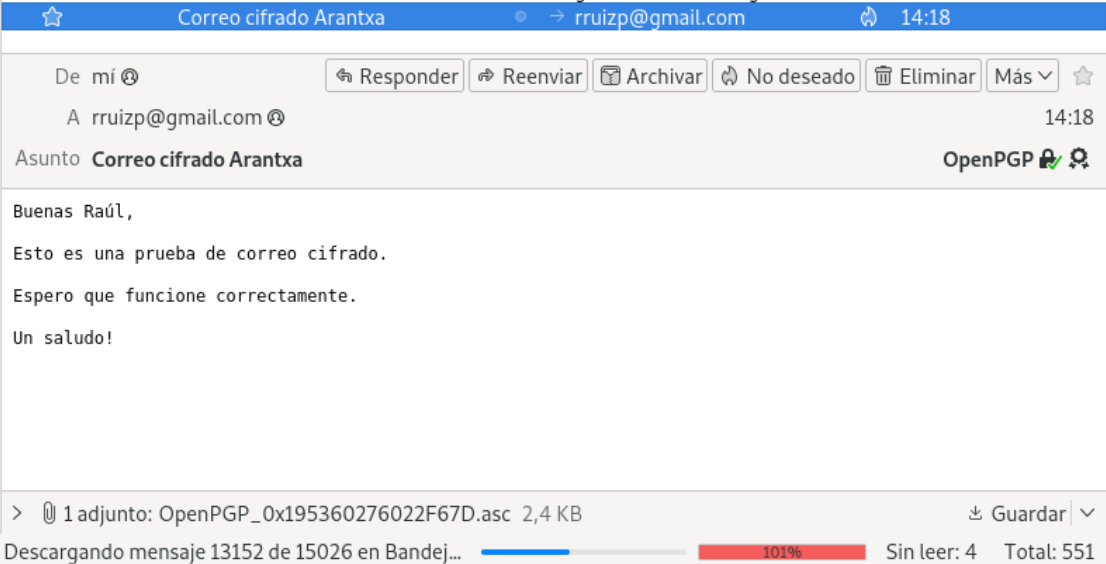 Correo cifrado Arantxa → rruizp@gmail.com 14:18
De mí Responder Reenviar Archivar No deseado Eliminar Más
A rruizp@gmail.com 14:18
Asunto Correo cifrado Arantxa OpenPGP
Buenas Raúl,
Esto es una prueba de correo cifrado.
Espero que funcione correctamente.
Un saludo!
1 adjunto: OpenPGP_0x195360276022F67D.asc 2,4 KB Guardar
Descargando mensaje 13152 de 15026 en Bandej... 101% Sin leer: 4 Total: 551